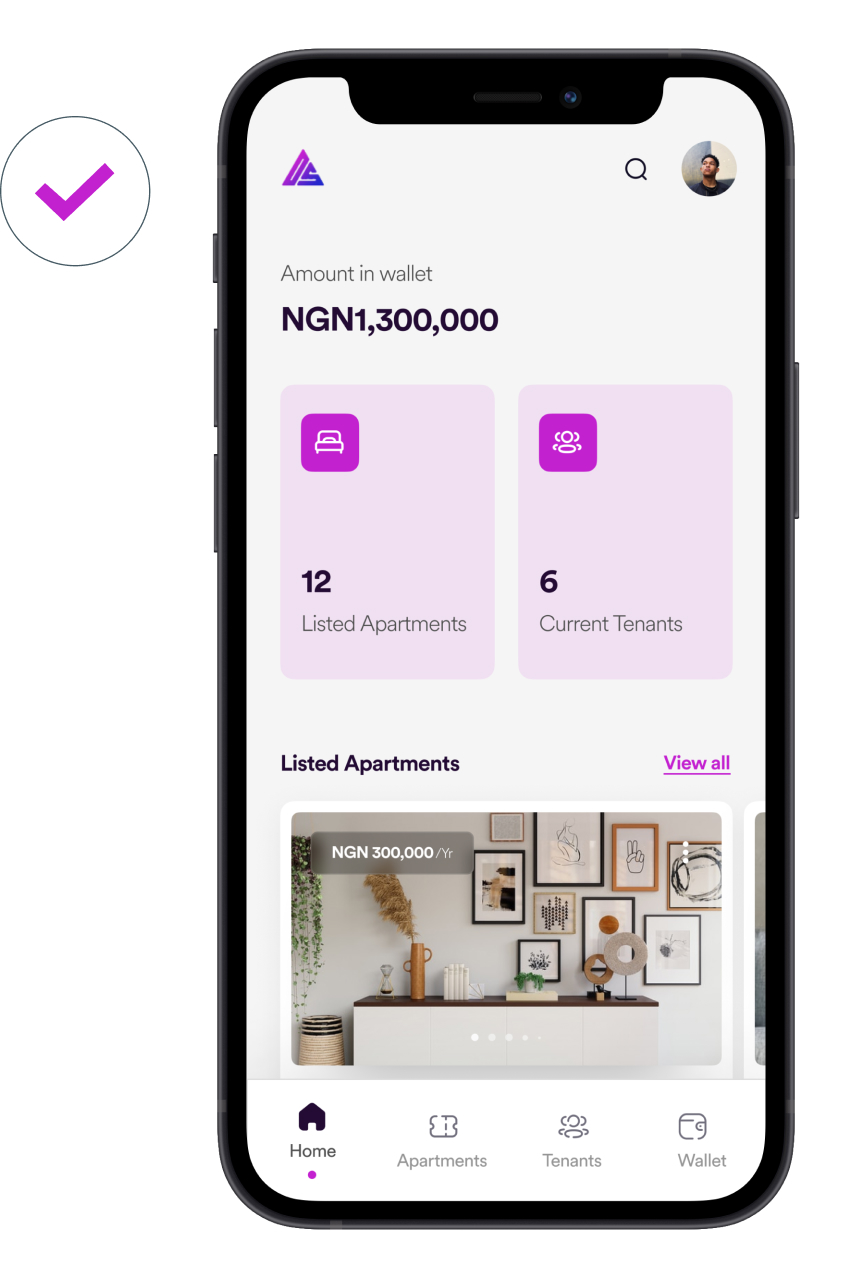 Amount in wallet
NGN1,300,000
12
Listed Apartments
6
Current Tenants
Listed Apartments
View all
NGN 300,000 /Yr
Home
Apartments
Tenants
Wallet